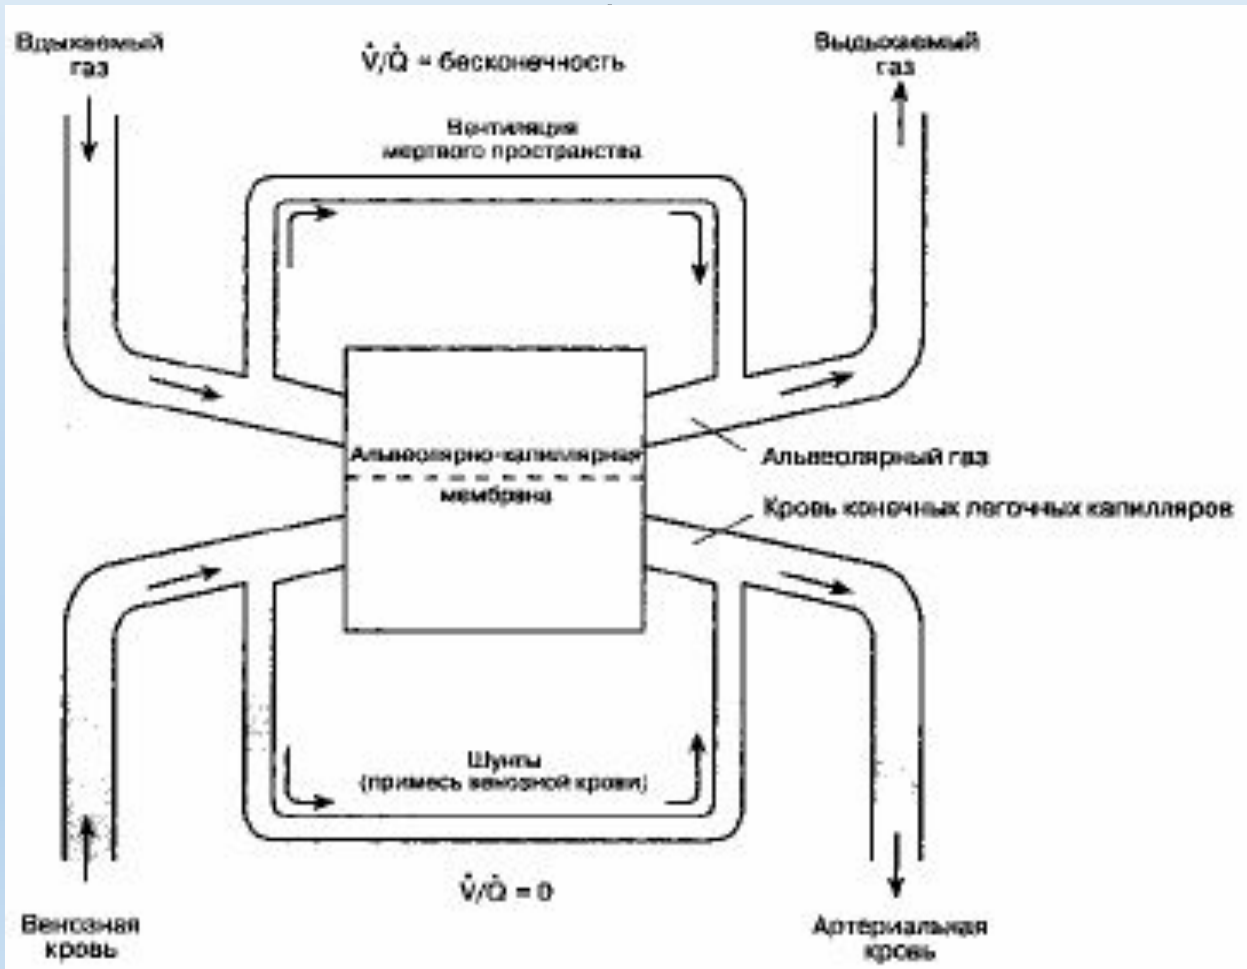 Вдыхаемый
газ
V̇/Q̇ = бесконечность
Выдыхаемый
газ
Вентиляция
мертвого пространства
Альвеолярно-капиллярная
мембрана
Альвеолярный газ
Кровь конечных легочных капилляров
Шунты
(примесь венозной крови)
V̇/Q̇ = 0
Венозная
кровь
Артериальная
кровь